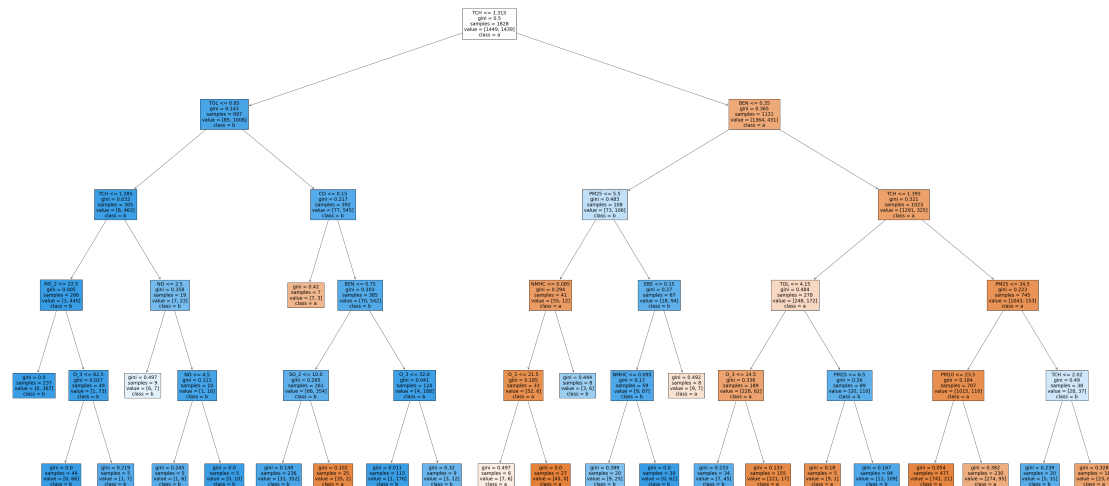 TCH <= 1.315
gini = 0.5
samples = 1828
value = [1449, 1439]
class = a
TOL <= 0.85
gini = 0.143
samples = 697
value = [85, 1008]
class = b
BEN <= 0.35
gini = 0.365
samples = 1131
value = [1364, 431]
class = a
TCH <= 1.285
gini = 0.033
samples = 305
value = [8, 463]
class = b
CO <= 0.15
gini = 0.217
samples = 392
value = [77, 545]
class = b
PM25 <= 5.5
gini = 0.483
samples = 108
value = [73, 106]
class = b
TCH <= 1.395
gini = 0.321
samples = 1023
value = [1291, 325]
class = a
NO_2 <= 22.5
gini = 0.005
samples = 286
value = [1, 440]
class = b
NO <= 2.5
gini = 0.358
samples = 19
value = [7, 23]
class = b
gini = 0.42
samples = 7
value = [7, 3]
class = a
BEN <= 0.75
gini = 0.203
samples = 385
value = [70, 542]
class = b
NMHC <= 0.085
gini = 0.294
samples = 41
value = [55, 12]
class = a
EBE <= 0.15
gini = 0.27
samples = 67
value = [18, 94]
class = b
TOL <= 4.15
gini = 0.484
samples = 278
value = [248, 172]
class = a
PM25 <= 34.5
gini = 0.223
samples = 745
value = [1043, 153]
class = a
gini = 0.0
samples = 237
value = [0, 367]
class = b
O_3 <= 62.5
gini = 0.027
samples = 49
value = [1, 73]
class = b
gini = 0.497
samples = 9
value = [6, 7]
class = b
NO <= 4.5
gini = 0.111
samples = 10
value = [1, 16]
class = b
SO_2 <= 10.0
gini = 0.265
samples = 261
value = [66, 354]
class = b
O_3 <= 32.0
gini = 0.041
samples = 124
value = [4, 188]
class = b
O_3 <= 21.5
gini = 0.185
samples = 33
value = [52, 6]
class = a
gini = 0.444
samples = 8
value = [3, 6]
class = b
NMHC <= 0.095
gini = 0.17
samples = 59
value = [9, 87]
class = b
gini = 0.492
samples = 8
value = [9, 7]
class = a
O_3 <= 14.5
gini = 0.336
samples = 189
value = [228, 62]
class = a
PM25 <= 6.5
gini = 0.26
samples = 89
value = [20, 110]
class = b
PM10 <= 23.5
gini = 0.184
samples = 707
value = [1015, 116]
class = a
TCH <= 2.02
gini = 0.49
samples = 38
value = [28, 37]
class = b
gini = 0.0
samples = 44
value = [0, 66]
class = b
gini = 0.219
samples = 5
value = [1, 7]
class = b
gini = 0.245
samples = 5
value = [1, 6]
class = b
gini = 0.0
samples = 5
value = [0, 10]
class = b
gini = 0.149
samples = 236
value = [31, 352]
class = b
gini = 0.102
samples = 25
value = [35, 2]
class = a
gini = 0.011
samples = 115
value = [1, 176]
class = b
gini = 0.32
samples = 9
value = [3, 12]
class = b
gini = 0.497
samples = 6
value = [7, 6]
class = a
gini = 0.0
samples = 27
value = [45, 0]
class = a
gini = 0.389
samples = 20
value = [9, 25]
class = b
gini = 0.0
samples = 39
value = [0, 62]
class = b
gini = 0.233
samples = 34
value = [7, 45]
class = b
gini = 0.133
samples = 155
value = [221, 17]
class = a
gini = 0.18
samples = 5
value = [9, 1]
class = a
gini = 0.167
samples = 84
value = [11, 109]
class = b
gini = 0.054
samples = 477
value = [741, 21]
class = a
gini = 0.382
samples = 230
value = [274, 95]
class = a
gini = 0.239
samples = 20
value = [5, 31]
class = b
gini = 0.328
class = a